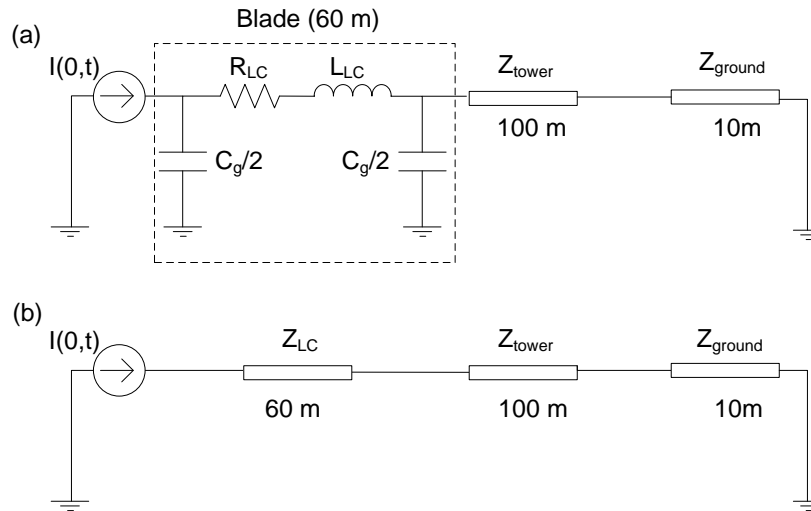 Blade (60 m)
(a)
I(0,t)
R_LC L_LC
Z_tower Z_ground
C_g/2 C_g/2
100 m 10m
(b)
I(0,t)
Z_LC Z_tower Z_ground
60 m 100 m 10m